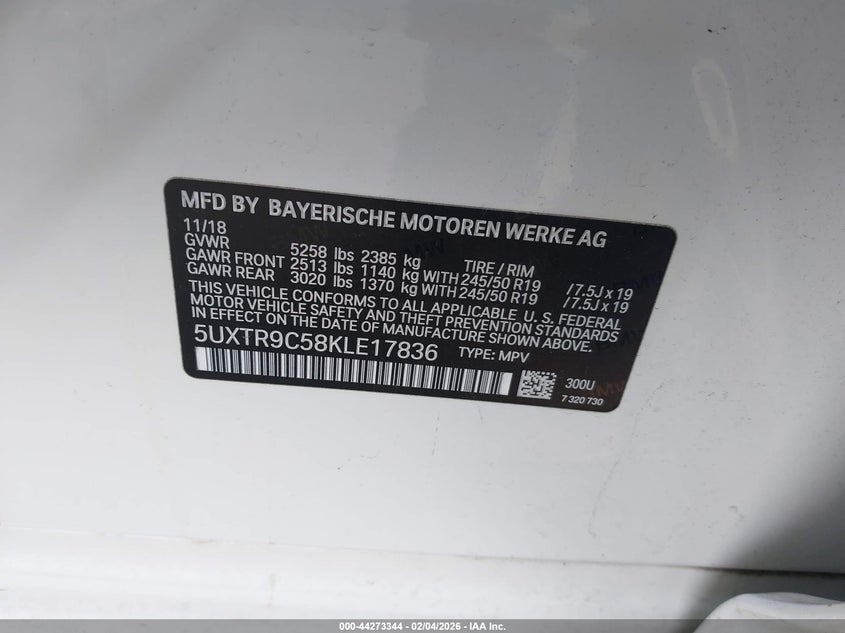 MFD BY BAYERISCHE MOTOREN WERKE AG
11/18
GVWR 5258 lbs 2385 kg TIRE / RIM
GAWR FRONT 2513 lbs 1140 kg WITH 245/50 R19 /7.5J x 19
GAWR REAR 3020 lbs 1370 kg WITH 245/50 R19 /7.5J x 19
THIS VEHICLE CONFORMS TO ALL APPLICABLE U. S. FEDERAL
MOTOR VEHICLE SAFETY AND THEFT PREVENTION STANDARDS
IN EFFECT ON THE DATE OF MANUFACTURE SHOWN ABOVE.
5UXTR9C58KLE17836 TYPE: MPV
300U
7 320 730
000-44273344 - 02/04/2026 - IAA Inc.